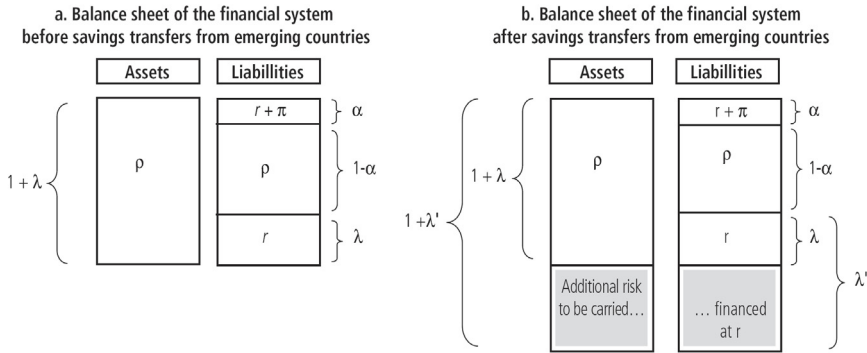 a. Balance sheet of the financial system
before savings transfers from emerging countries
Assets
Liabillities
r + π
α
ρ
ρ
1-α
1 + λ
r
λ
b. Balance sheet of the financial system
after savings transfers from emerging countries
Assets
Liabillities
r + π
α
ρ
ρ
1-α
1 + λ
1 +λ'
r
λ
λ'
Additional risk
to be carried…
… financed
at r